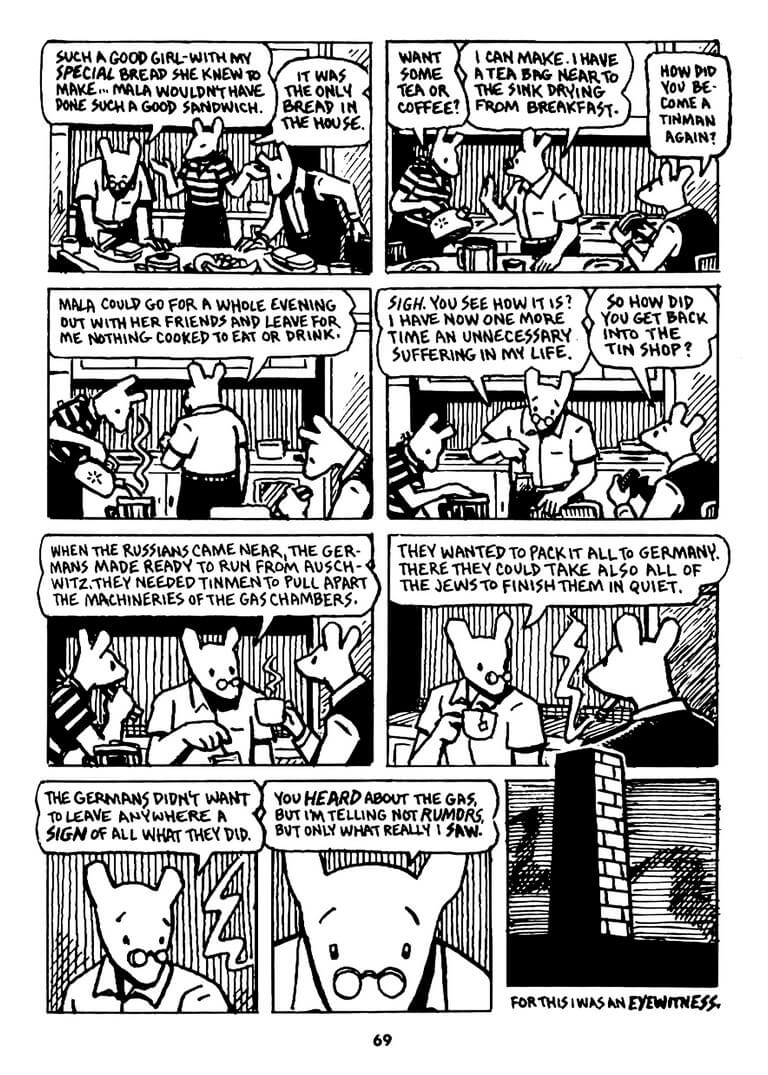 SUCH A GOOD GIRL-WITH MY
SPECIAL BREAD SHE KNEW TO
MAKE... MALA WOULDN'T HAVE
DONE SUCH A GOOD SANDWICH.
IT WAS
THE ONLY
BREAD IN
THE HOUSE.
WANT
SOME
TEA OR
COFFEE?
I CAN MAKE. I HAVE
A TEA BAG NEAR TO
THE SINK DRYING
FROM BREAKFAST.
HOW DID
YOU BE-
COME A
TINMAN
AGAIN?
MALA COULD GO FOR A WHOLE EVENING
OUT WITH HER FRIENDS AND LEAVE FOR
ME NOTHING COOKED TO EAT OR DRINK.
SIGH. YOU SEE HOW IT IS?
I HAVE NOW ONE MORE
TIME AN UNNECESSARY
SUFFERING IN MY LIFE.
SO HOW DID
YOU GET BACK
INTO THE
TIN SHOP?
WHEN THE RUSSIANS CAME NEAR, THE GER-
MANS MADE READY TO RUN FROM AUSCH-
WITZ. THEY NEEDED TINMEN TO PULL APART
THE MACHINERIES OF THE GAS CHAMBERS.
THEY WANTED TO PACK IT ALL TO GERMANY.
THERE THEY COULD TAKE ALSO ALL OF
THE JEWS TO FINISH THEM IN QUIET.
THE GERMANS DIDN'T WANT
TO LEAVE ANYWHERE A
SIGN OF ALL WHAT THEY DID.
YOU HEARD ABOUT THE GAS,
BUT I'M TELLING NOT RUMORS,
BUT ONLY WHAT REALLY I SAW.
FOR THIS I WAS AN EYEWITNESS.
69